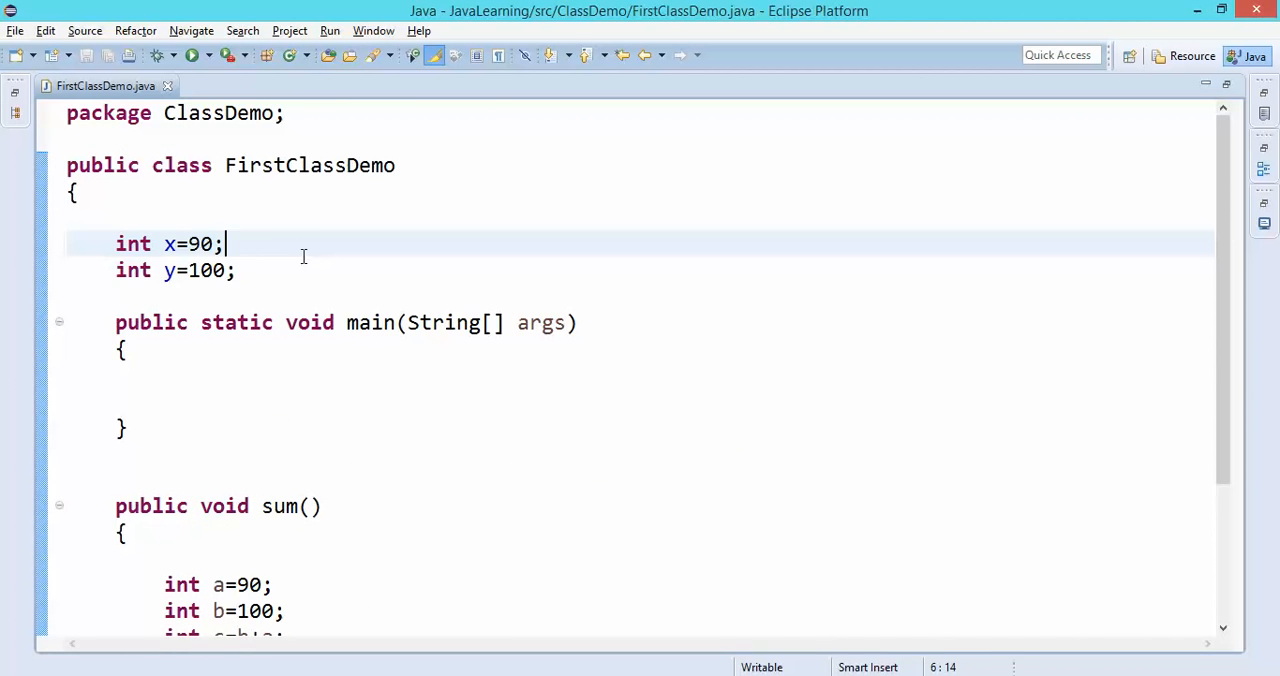 Java - JavaLearning/src/ClassDemo/FirstClassDemo.java - Eclipse Platform
File Edit Source Refactor Navigate Search Project Run Window Help
Quick Access Resource Java
FirstClassDemo.java
package ClassDemo;
public class FirstClassDemo
{
int x=90;
int y=100;
public static void main(String[] args)
{
}
public void sum()
{
int a=90;
int b=100;
Writable Smart Insert 6 : 14